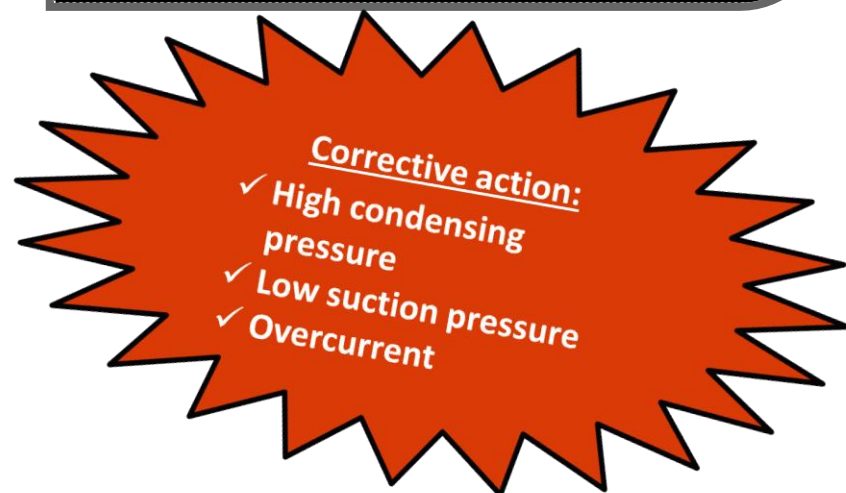 Corrective action:
✓ High condensing
pressure
✓ Low suction pressure
✓ Overcurrent